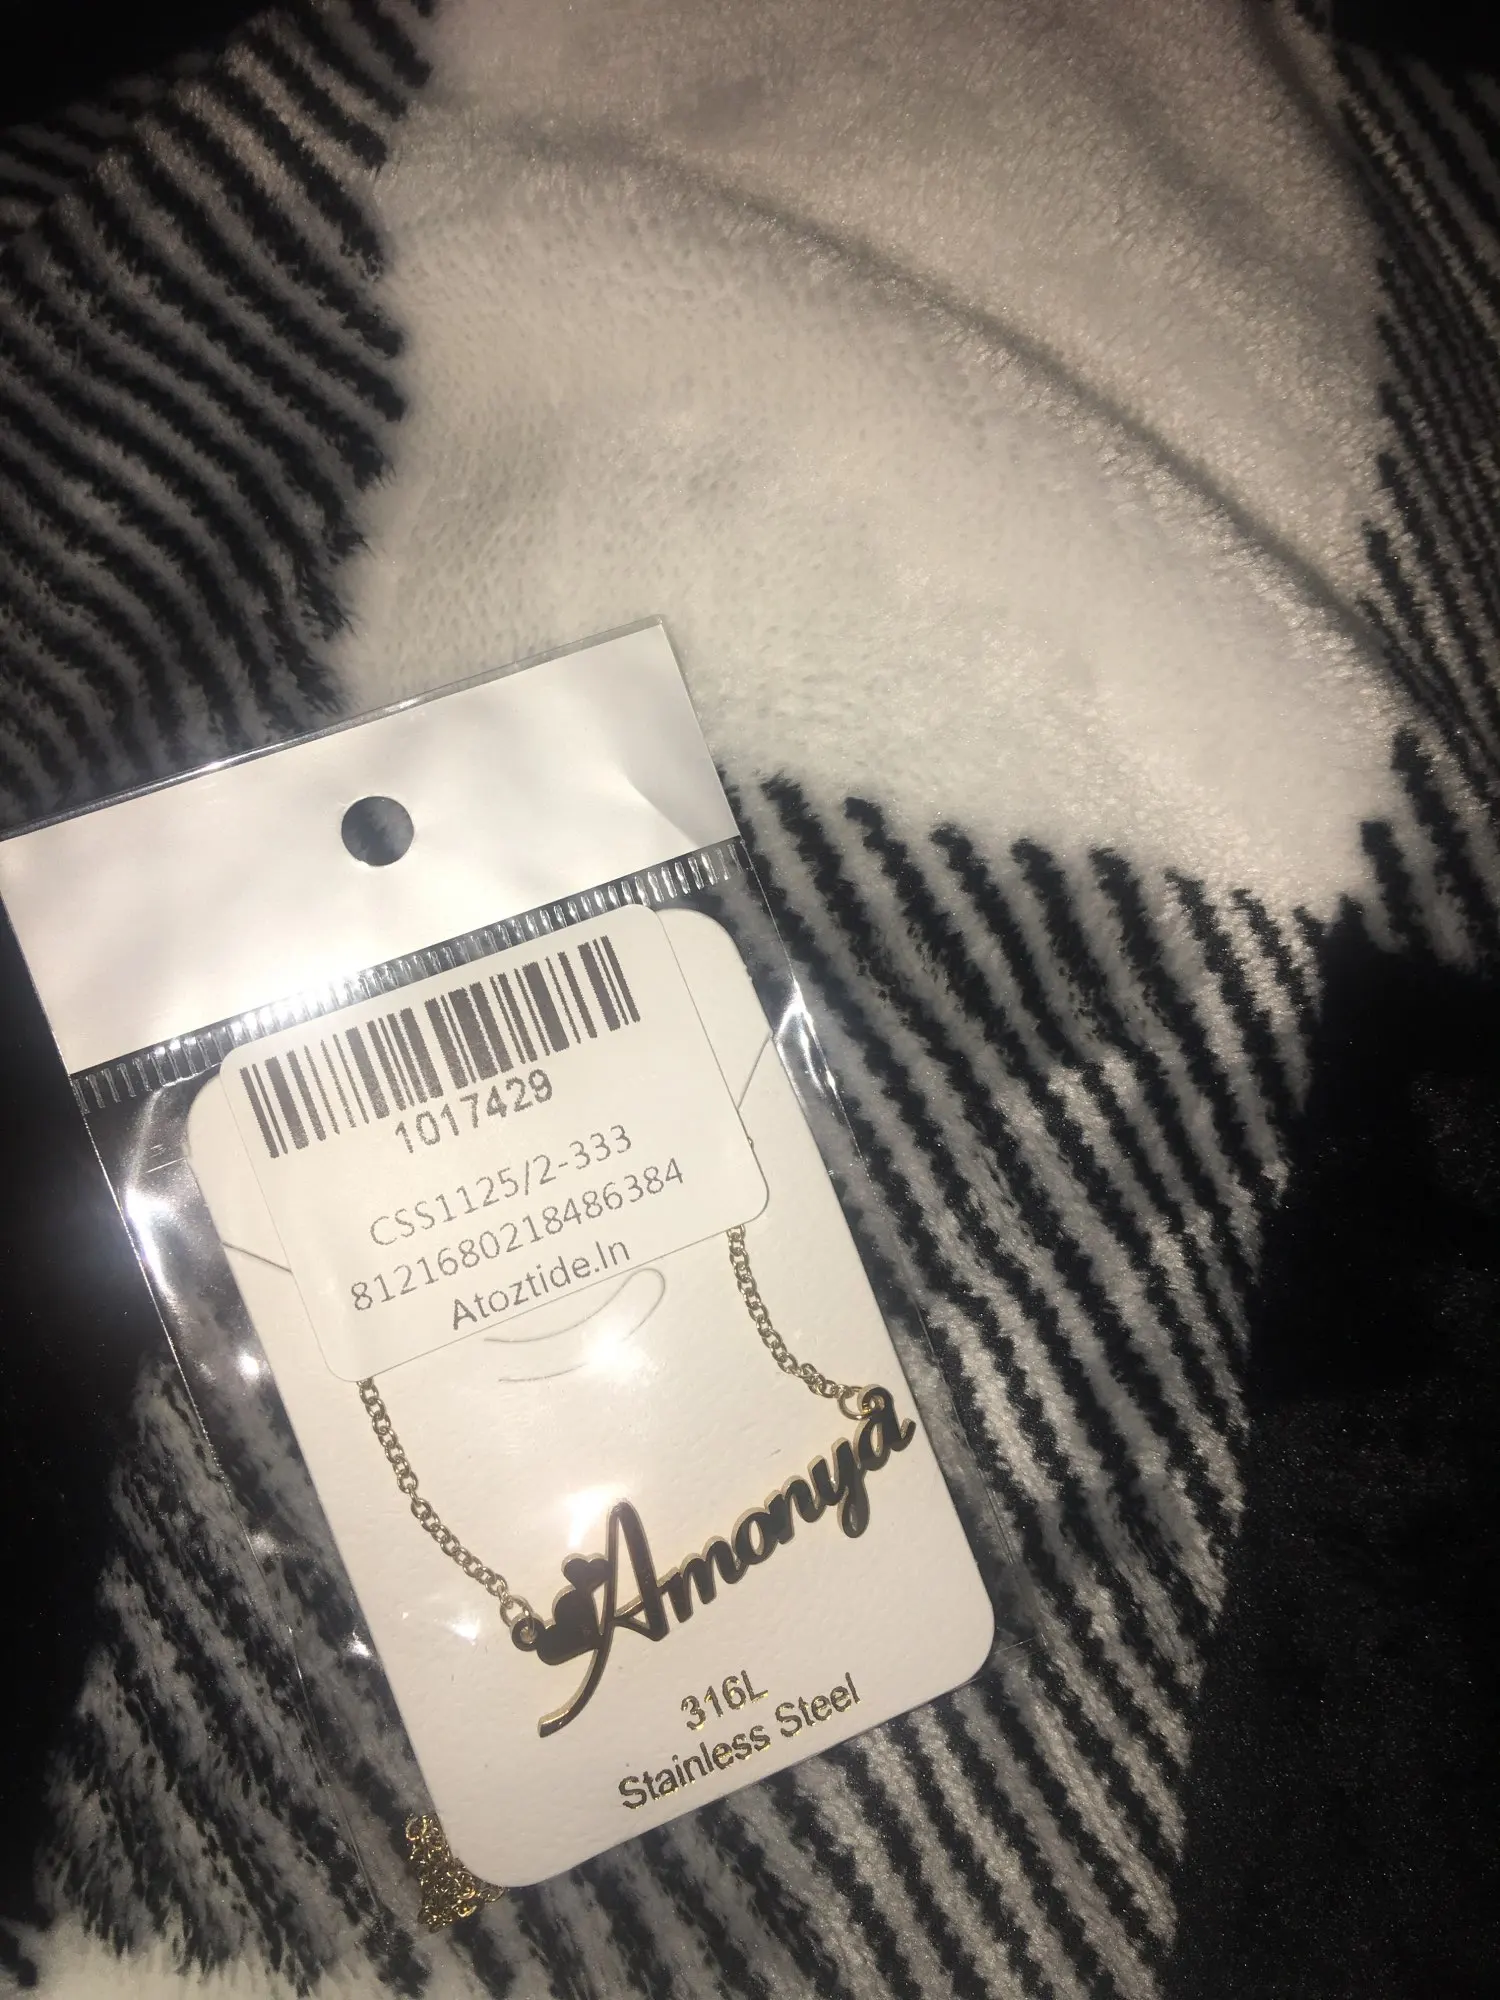 1017429
CSS1125/2-333
8121680218486384
Atoztide.In
Amonya
316L
Stainless Steel